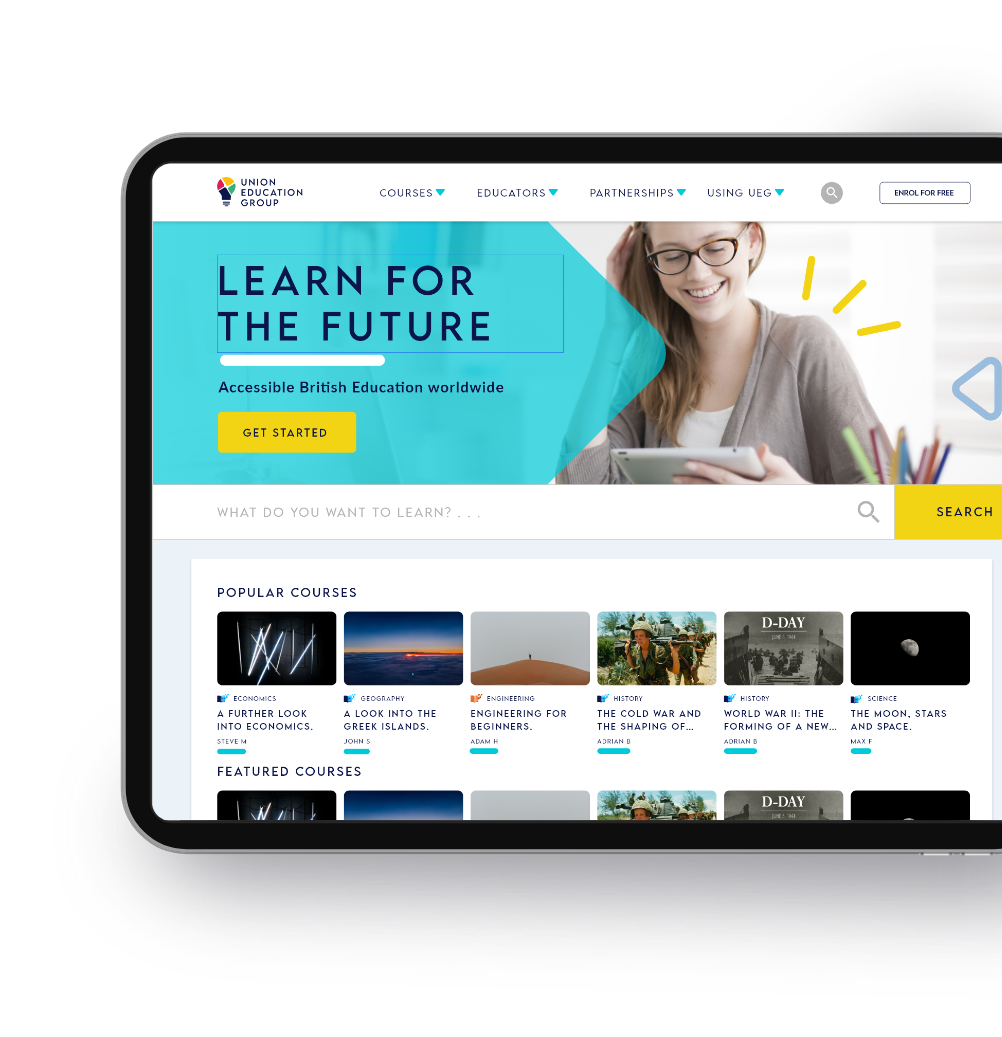 UNION
EDUCATION
GROUP
COURSES
EDUCATORS
PARTNERSHIPS
USING UEG
ENROL FOR FREE
LEARN FOR
THE FUTURE
Accessible British Education worldwide
GET STARTED
WHAT DO YOU WANT TO LEARN? . . .
SEARCH
POPULAR COURSES
D-DAY
JUNE 6 1944
ECONOMICS
GEOGRAPHY
ENGINEERING
HISTORY
HISTORY
SCIENCE
A FURTHER LOOK
INTO ECONOMICS.
A LOOK INTO THE
GREEK ISLANDS.
ENGINEERING FOR
BEGINNERS.
THE COLD WAR AND
THE SHAPING OF...
WORLD WAR II: THE
FORMING OF A NEW...
THE MOON, STARS
AND SPACE.
STEVE M
JOHN S
ADAM H
ADRIAN B
ADRIAN B
MAX F
FEATURED COURSES
D-DAY
JUNE 6 1944